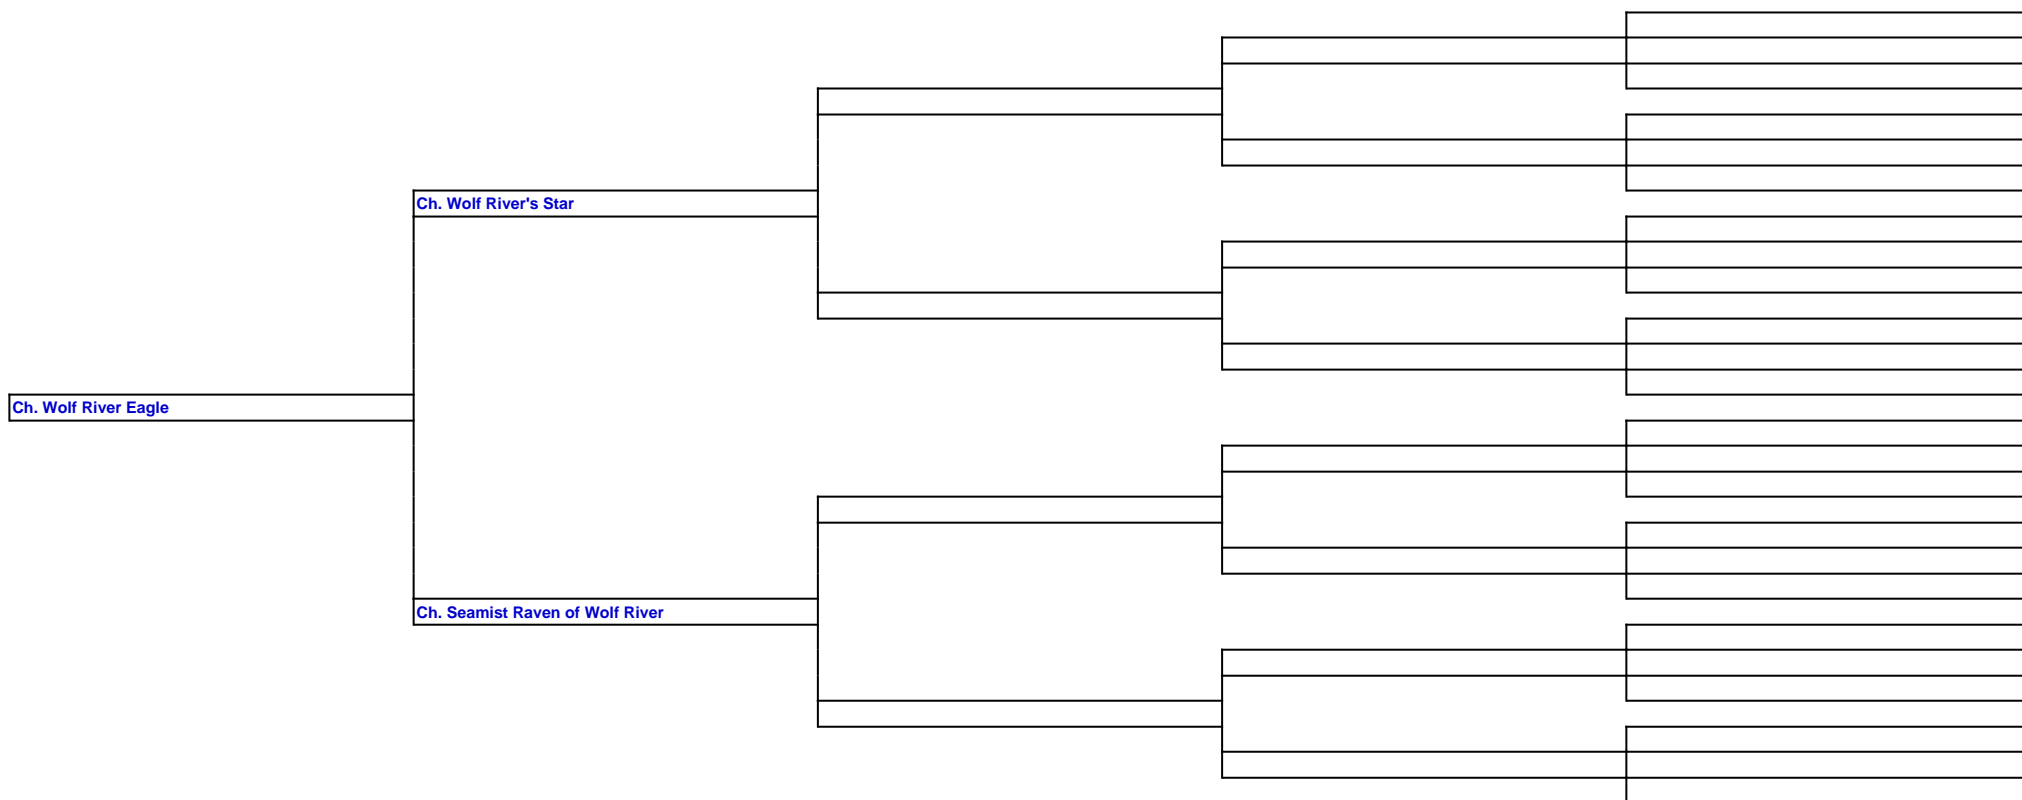 Ch. Wolf River's Star
Ch. Wolf River Eagle
Ch. Seamist Raven of Wolf River